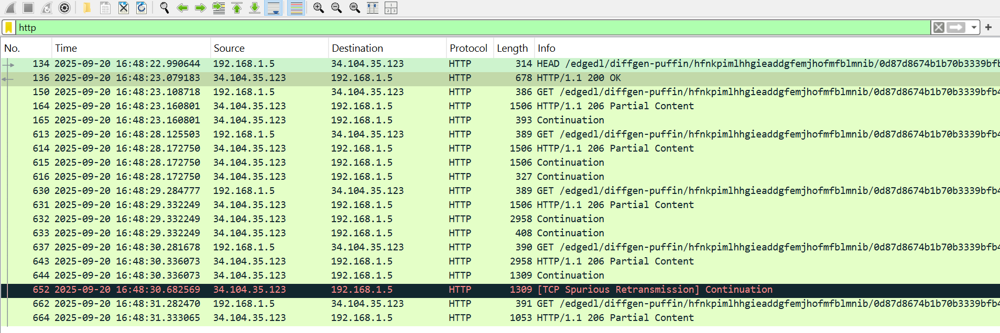 http
No. Time Source Destination Protocol Length Info
134 2025-09-20 16:48:22.990644 192.168.1.5 34.104.35.123 HTTP 314 HEAD /edgedl/diffgen-puffin/hfnkpimlhhgieaddgfemjhofmfblmnib/0d87d8674b1b70b3339bfb
136 2025-09-20 16:48:23.079183 34.104.35.123 192.168.1.5 HTTP 678 HTTP/1.1 200 OK
150 2025-09-20 16:48:23.108718 192.168.1.5 34.104.35.123 HTTP 386 GET /edgedl/diffgen-puffin/hfnkpimlhhgieaddgfemjhofmfblmnib/0d87d8674b1b70b3339bfb4
164 2025-09-20 16:48:23.160801 34.104.35.123 192.168.1.5 HTTP 1506 HTTP/1.1 206 Partial Content
165 2025-09-20 16:48:23.160801 34.104.35.123 192.168.1.5 HTTP 393 Continuation
613 2025-09-20 16:48:28.125503 192.168.1.5 34.104.35.123 HTTP 389 GET /edgedl/diffgen-puffin/hfnkpimlhhgieaddgfemjhofmfblmnib/0d87d8674b1b70b3339bfb4
614 2025-09-20 16:48:28.172750 34.104.35.123 192.168.1.5 HTTP 1506 HTTP/1.1 206 Partial Content
615 2025-09-20 16:48:28.172750 34.104.35.123 192.168.1.5 HTTP 1506 Continuation
616 2025-09-20 16:48:28.172750 34.104.35.123 192.168.1.5 HTTP 327 Continuation
630 2025-09-20 16:48:29.284777 192.168.1.5 34.104.35.123 HTTP 389 GET /edgedl/diffgen-puffin/hfnkpimlhhgieaddgfemjhofmfblmnib/0d87d8674b1b70b3339bfb4
631 2025-09-20 16:48:29.332249 34.104.35.123 192.168.1.5 HTTP 1506 HTTP/1.1 206 Partial Content
632 2025-09-20 16:48:29.332249 34.104.35.123 192.168.1.5 HTTP 2958 Continuation
633 2025-09-20 16:48:29.332249 34.104.35.123 192.168.1.5 HTTP 408 Continuation
637 2025-09-20 16:48:30.281678 192.168.1.5 34.104.35.123 HTTP 390 GET /edgedl/diffgen-puffin/hfnkpimlhhgieaddgfemjhofmfblmnib/0d87d8674b1b70b3339bfb4
643 2025-09-20 16:48:30.336073 34.104.35.123 192.168.1.5 HTTP 2958 HTTP/1.1 206 Partial Content
644 2025-09-20 16:48:30.336073 34.104.35.123 192.168.1.5 HTTP 1309 Continuation
652 2025-09-20 16:48:30.682569 34.104.35.123 192.168.1.5 HTTP 1309 [TCP Spurious Retransmission] Continuation
662 2025-09-20 16:48:31.282470 192.168.1.5 34.104.35.123 HTTP 391 GET /edgedl/diffgen-puffin/hfnkpimlhhgieaddgfemjhofmfblmnib/0d87d8674b1b70b3339bfb4
664 2025-09-20 16:48:31.333065 34.104.35.123 192.168.1.5 HTTP 1053 HTTP/1.1 206 Partial Content